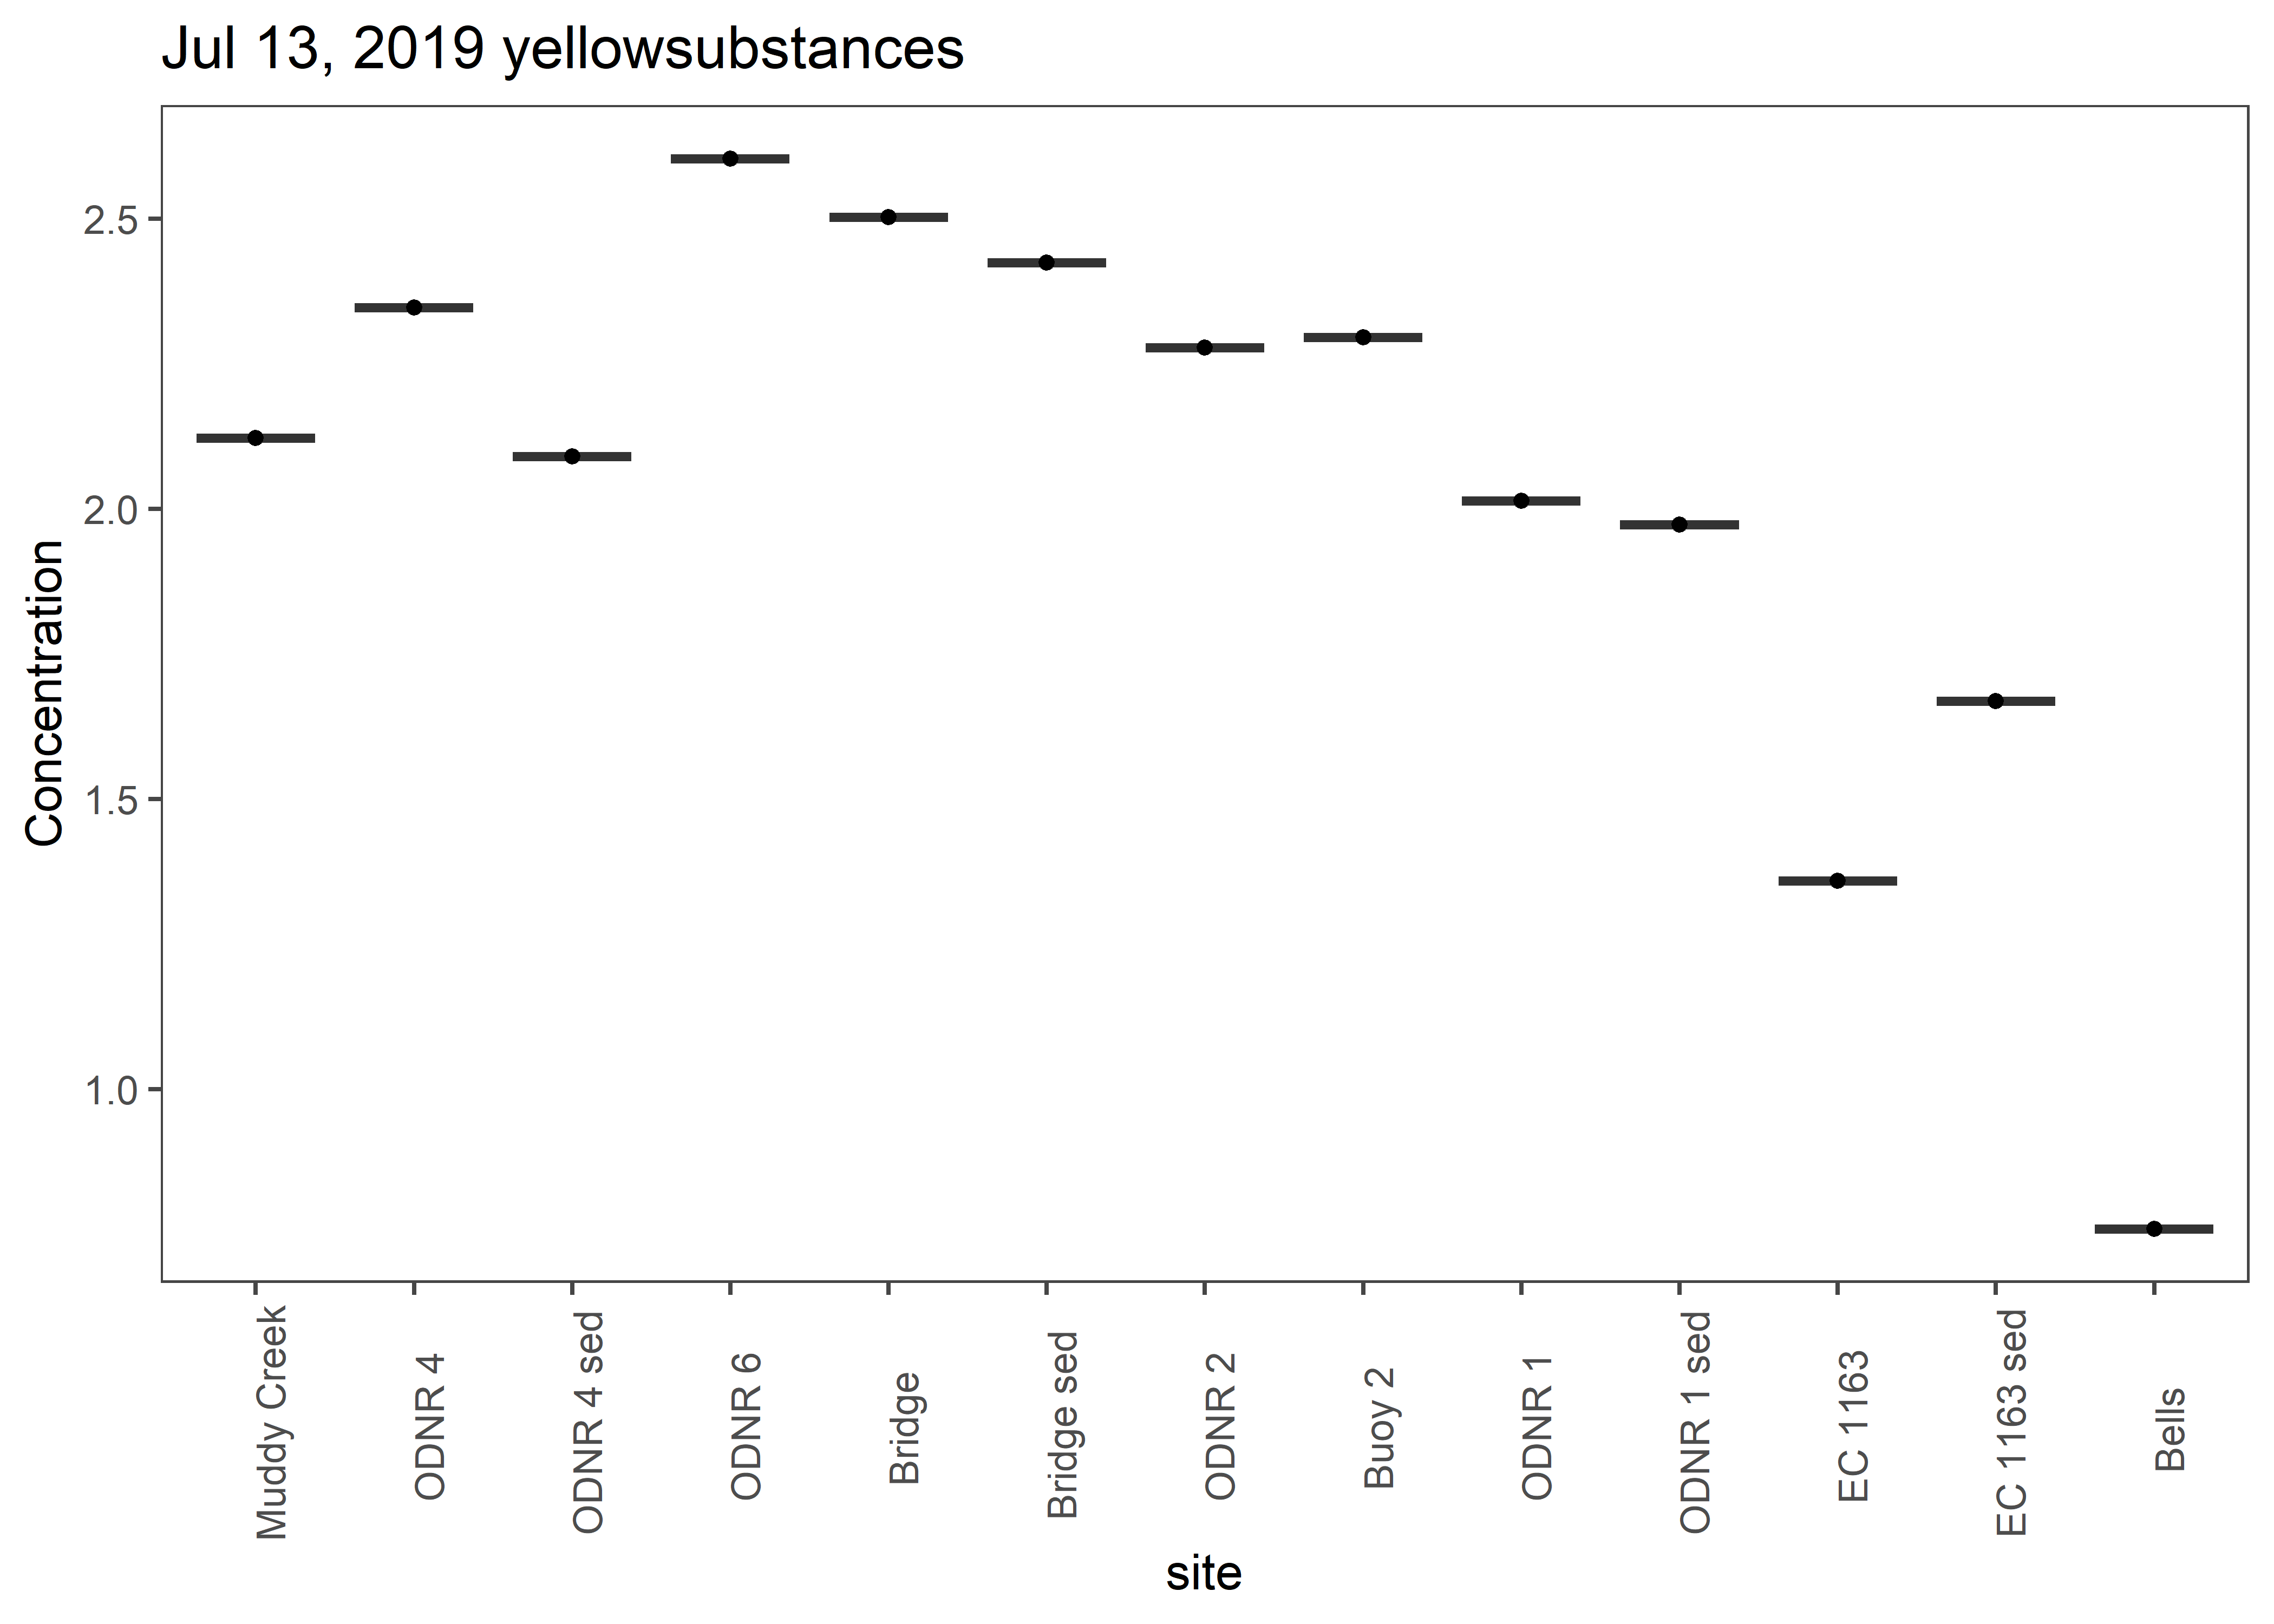 Jul 13, 2019 yellowsubstances
Concentration
2.5
2.0
1.5
1.0
Muddy Creek
ODNR 4
ODNR 4 sed
ODNR 6
Bridge
Bridge sed
ODNR 2
Buoy 2
ODNR 1
ODNR 1 sed
EC 1163
EC 1163 sed
Bells
site